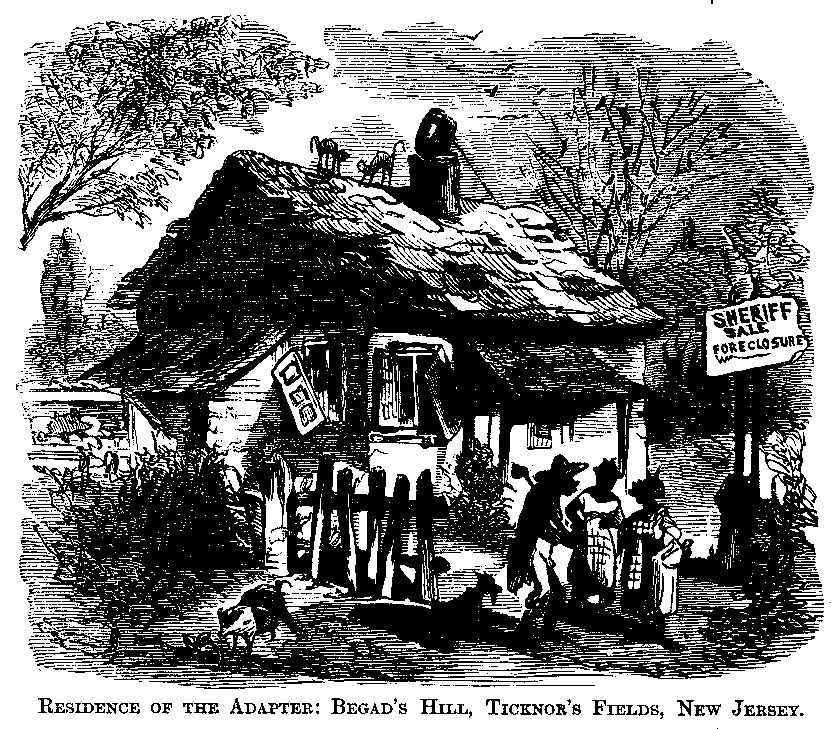 SHERIFF
SALE
FORECLOSURE
RESIDENCE OF THE ADAPTER: BEGAD'S HILL, TICKNOR'S FIELDS, NEW JERSEY.